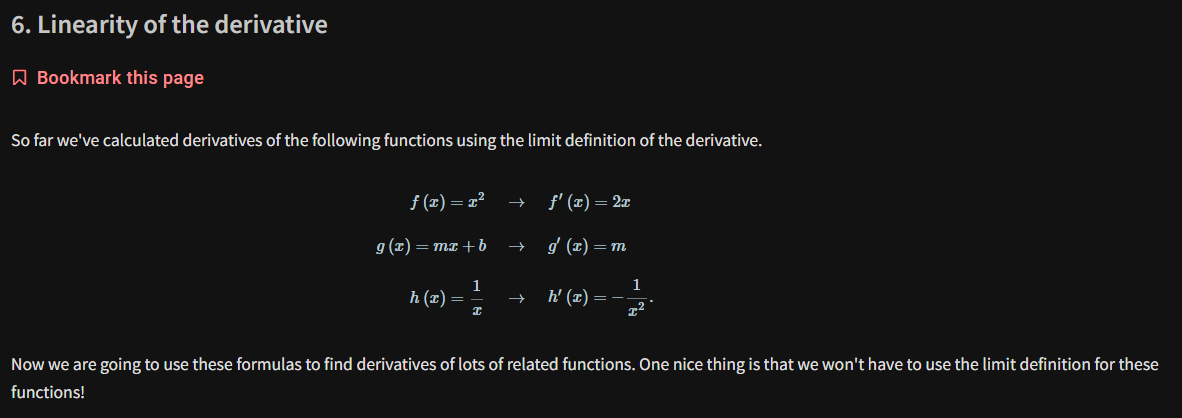 6. Linearity of the derivative
Bookmark this page
So far we've calculated derivatives of the following functions using the limit definition of the derivative.
f (x) = x² → f′ (x) = 2x
g (x) = mx + b → g′ (x) = m
h (x) = 1/x → h′ (x) = −1/x².
Now we are going to use these formulas to find derivatives of lots of related functions. One nice thing is that we won't have to use the limit definition for these
functions!